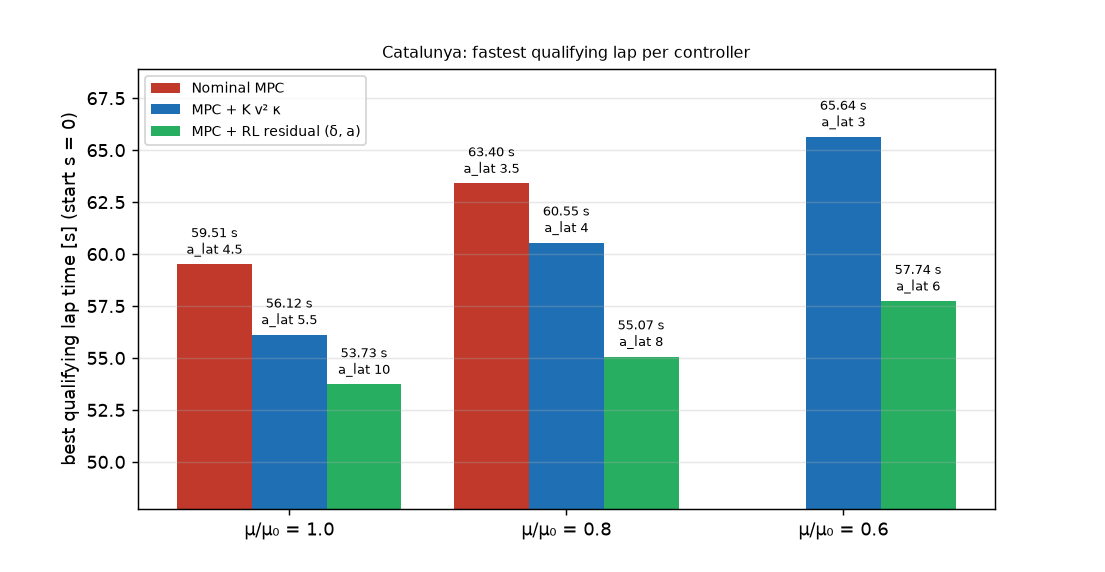 Catalunya: fastest qualifying lap per controller
Nominal MPC
MPC + K v² κ
MPC + RL residual (δ, a)
best qualifying lap time [s] (start s = 0)
67.5
65.0
62.5
60.0
57.5
55.0
52.5
50.0
59.51 s
a_lat 4.5
56.12 s
a_lat 5.5
53.73 s
a_lat 10
63.40 s
a_lat 3.5
60.55 s
a_lat 4
55.07 s
a_lat 8
65.64 s
a_lat 3
57.74 s
a_lat 6
μ/μ₀ = 1.0
μ/μ₀ = 0.8
μ/μ₀ = 0.6